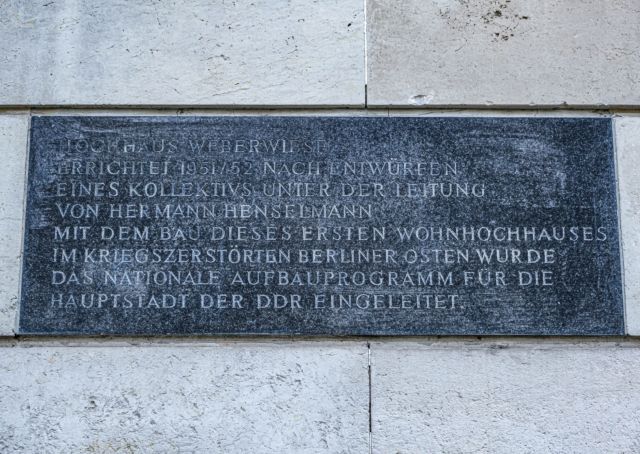 HOCHHAUS WEBERWIESE
ERRICHTET 1951/52 NACH ENTWÜRFEN
EINES KOLLEKTIVS UNTER DER LEITUNG
VON HERMANN HENSELMANN
MIT DEM BAU DIESES ERSTEN WOHNHOCHHAUSES
IM KRIEGSZERSTÖRTEN BERLINER OSTEN WURDE
DAS NATIONALE AUFBAUPROGRAMM FÜR DIE
HAUPTSTADT DER DDR EINGELEITET.